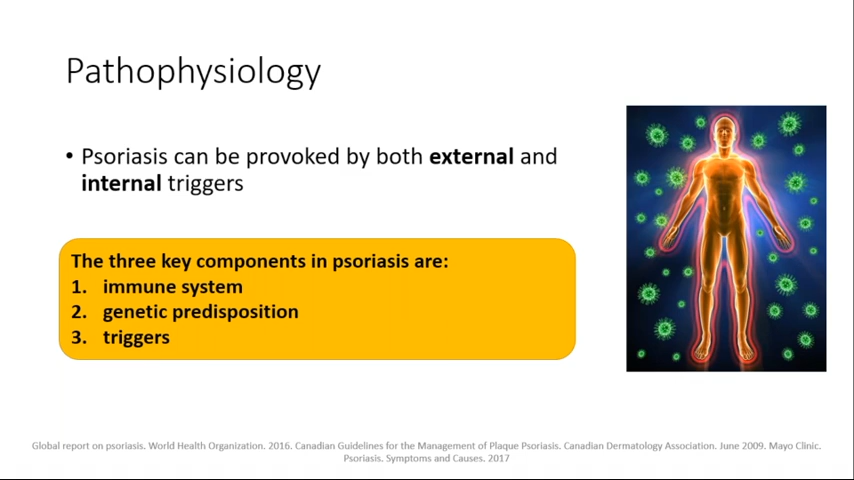 Pathophysiology
• Psoriasis can be provoked by both external and
internal triggers
The three key components in psoriasis are:
1. immune system
2. genetic predisposition
3. triggers
Global report on psoriasis. World Health Organization. 2016. Canadian Guidelines for the Management of Plaque Psoriasis. Canadian Dermatology Association. June 2009. Mayo Clinic.
Psoriasis. Symptoms and Causes. 2017